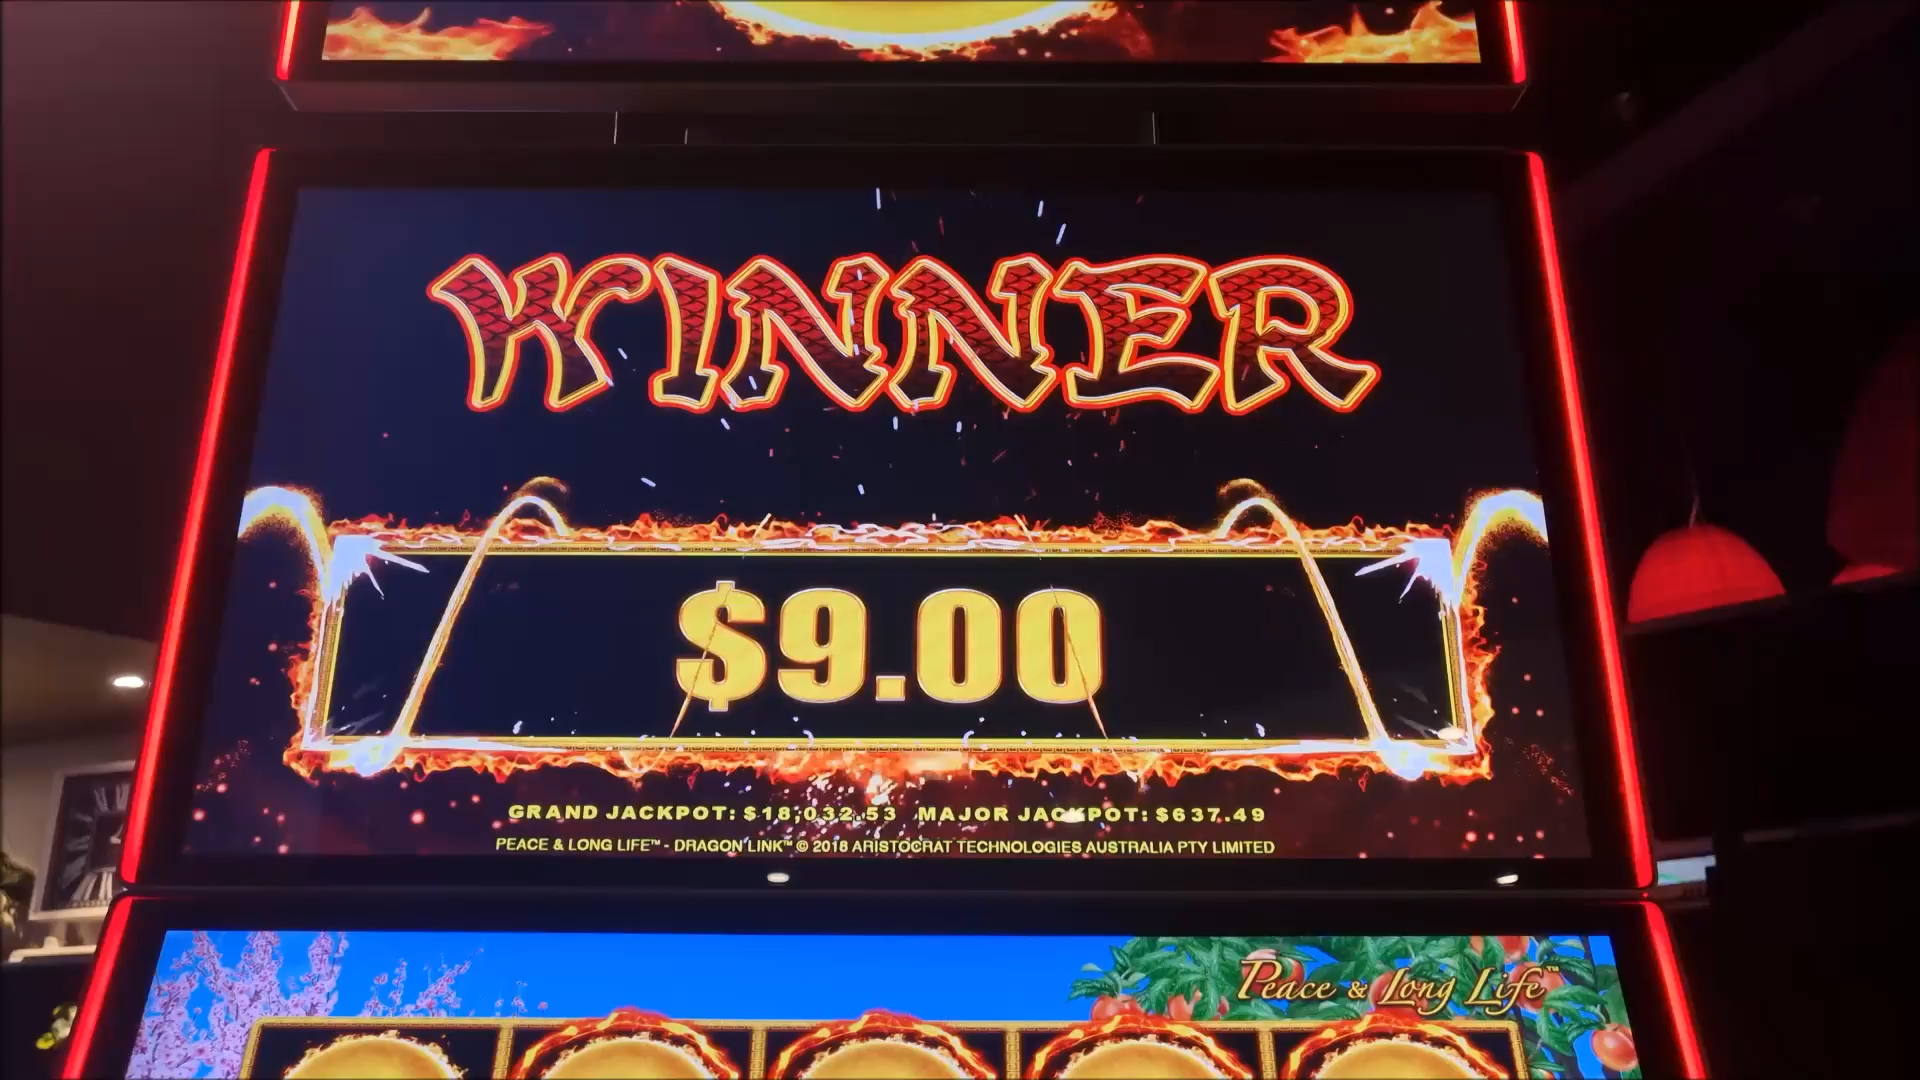 WINNER
$9.00
GRAND JACKPOT: $18,032.53 MAJOR JACKPOT: $637.49
PEACE & LONG LIFE™ - DRAGON LINK™ © 2018 ARISTOCRAT TECHNOLOGIES AUSTRALIA PTY LIMITED
Peace & Long Life™